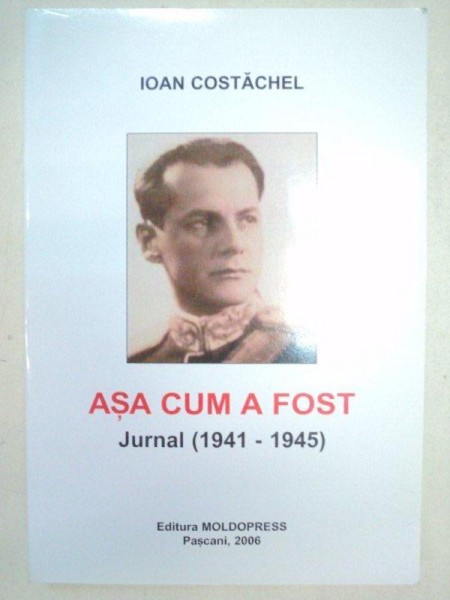 IOAN COSTĂCHEL
AȘA CUM A FOST
Jurnal (1941 - 1945)
Editura MOLDOPRESS
Pașcani, 2006